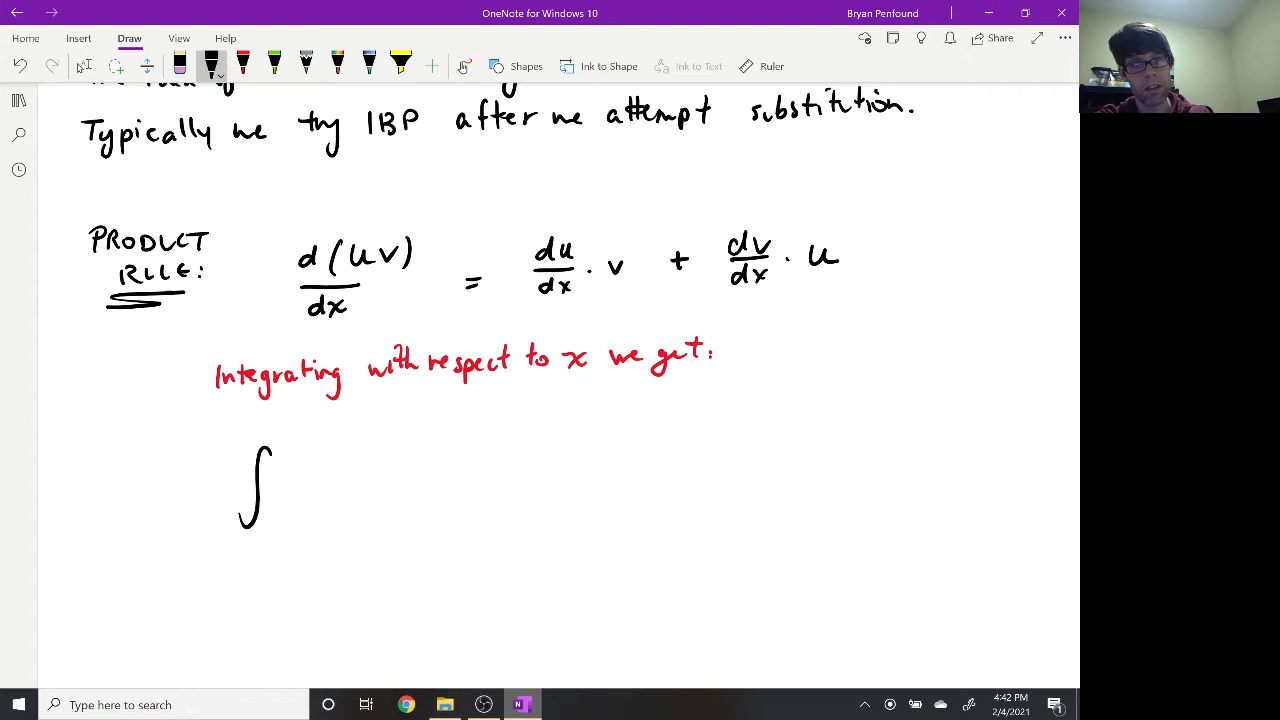 OneNote for Windows 10
Bryan Penfound
Home Insert Draw View Help
Share
Shapes Ink to Shape Ink to Text Ruler
of
Typically we try IBP after we attempt substitution.
PRODUCT
RULE:
d(uv)/dx = du/dx · v + dv/dx · u
Integrating with respect to x we get:
∫
Type here to search
4:42 PM
2/4/2021
1